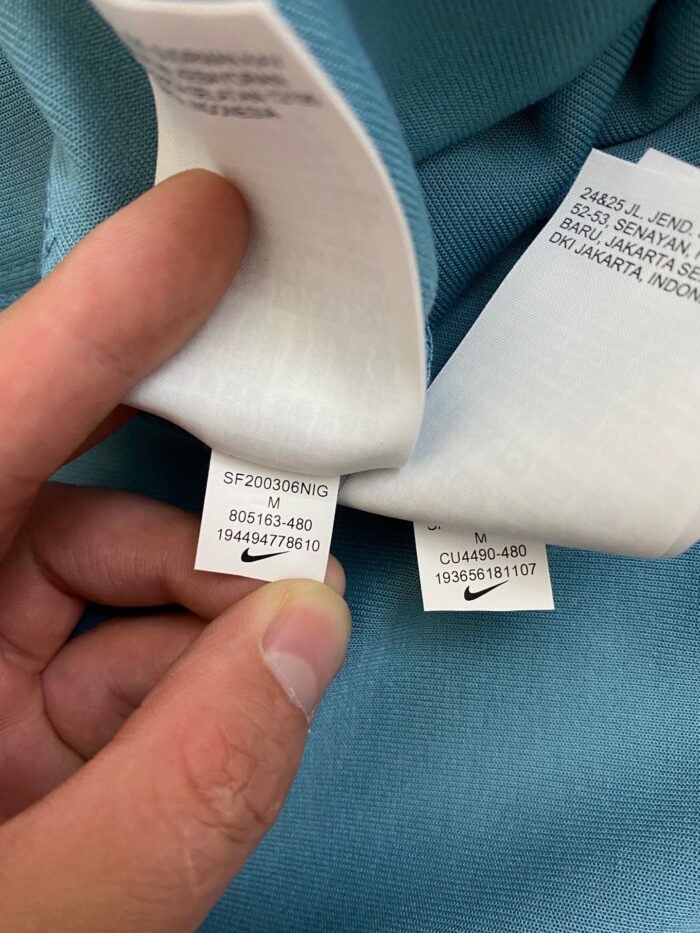 INDONESIA
24&25 JL. JEND.
52-53, SENAYAN,
BARU, JAKARTA SE
DKI JAKARTA, INDON
SF200306NIG
M
805163-480
194494778610
M
CU4490-480
193656181107